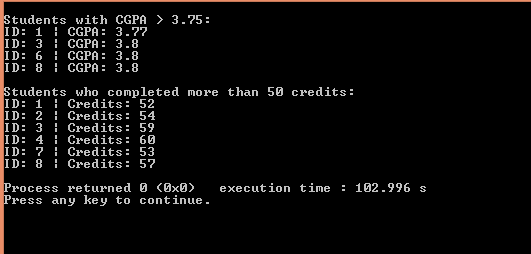 Students with CGPA > 3.75:
ID: 1 ¦ CGPA: 3.77
ID: 3 ¦ CGPA: 3.8
ID: 6 ¦ CGPA: 3.8
ID: 8 ¦ CGPA: 3.8
Students who completed more than 50 credits:
ID: 1 ¦ Credits: 52
ID: 2 ¦ Credits: 54
ID: 3 ¦ Credits: 59
ID: 4 ¦ Credits: 60
ID: 7 ¦ Credits: 53
ID: 8 ¦ Credits: 57
Process returned 0 (0x0)   execution time : 102.996 s
Press any key to continue.